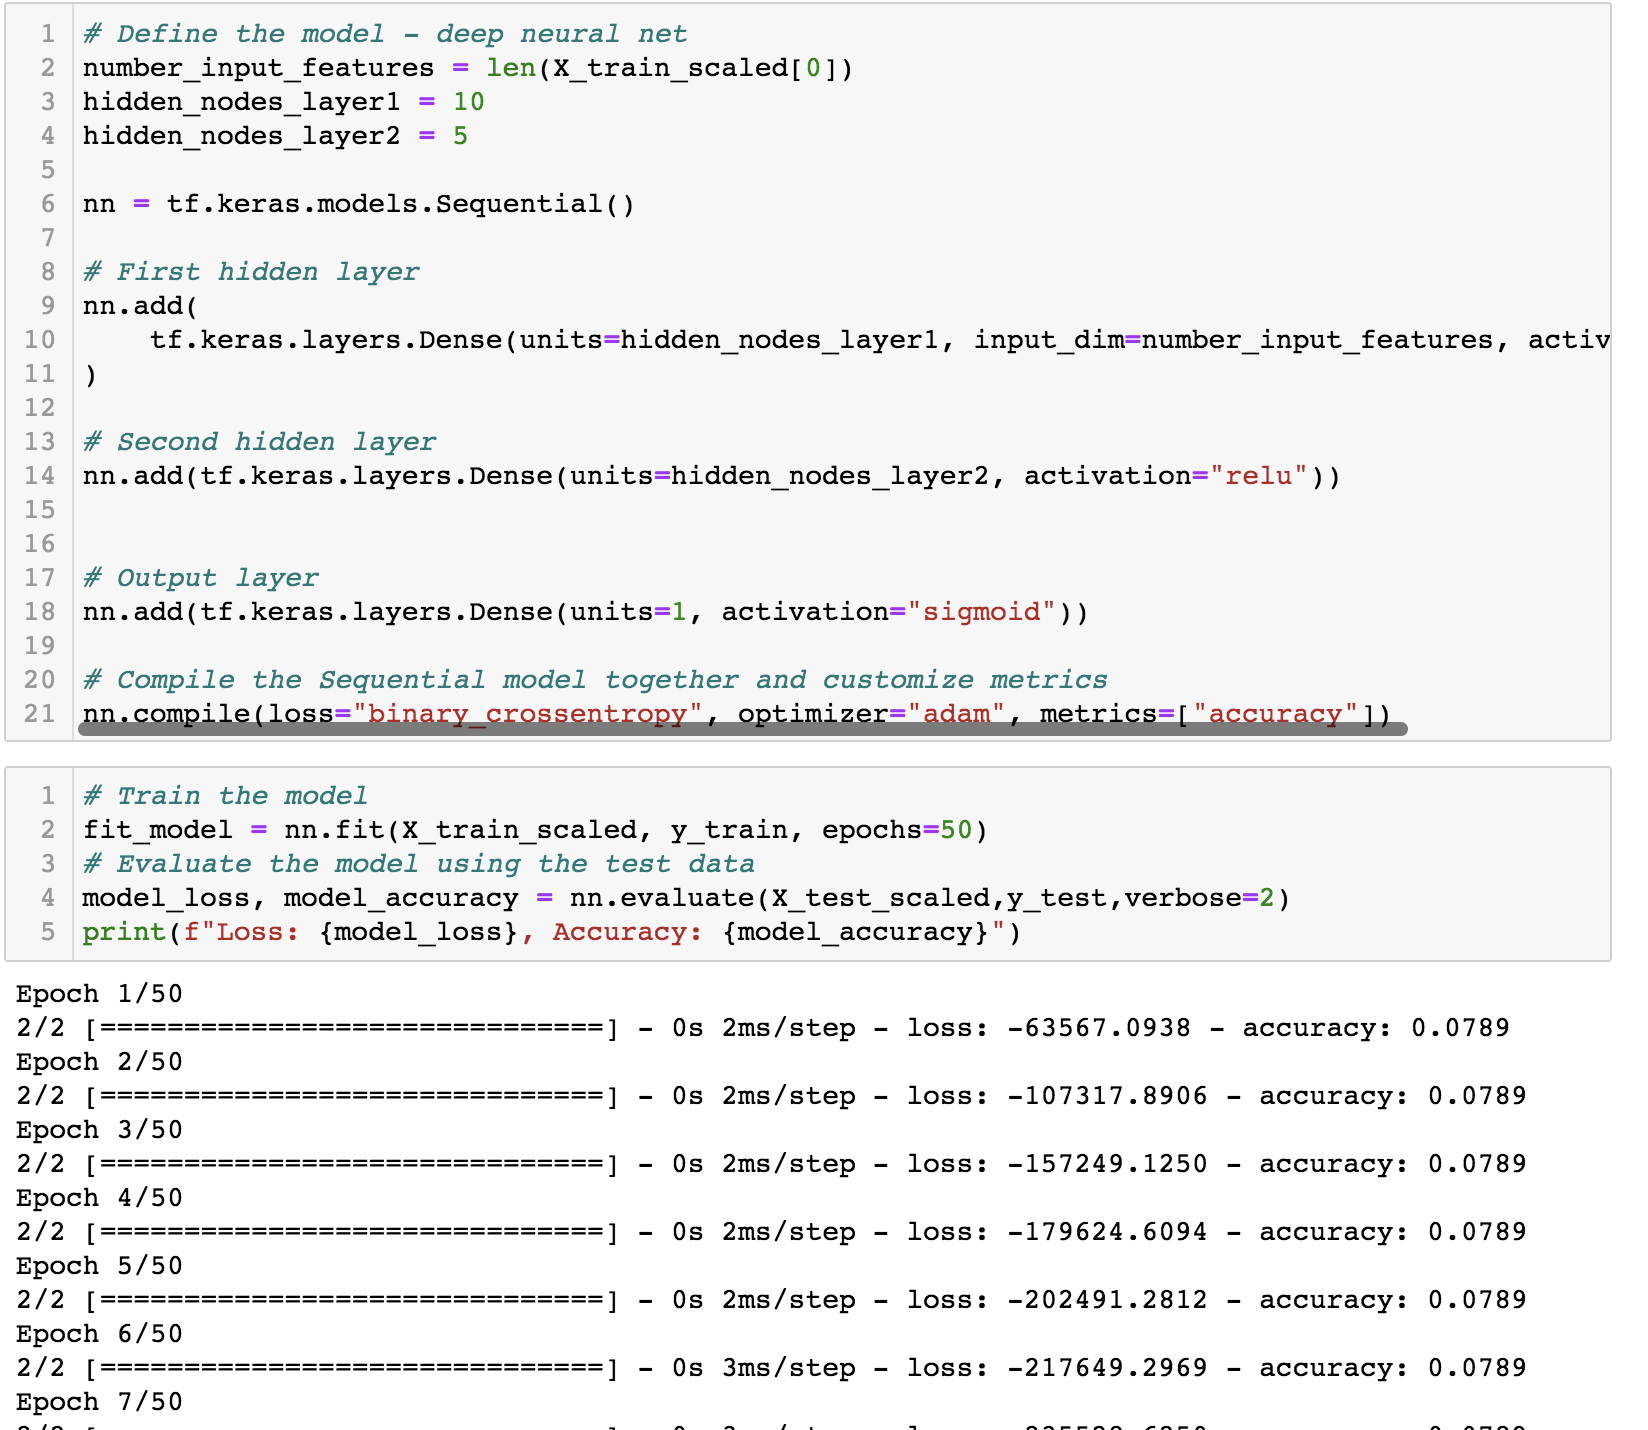 1 # Define the model - deep neural net
2 number_input_features = len(X_train_scaled[0])
3 hidden_nodes_layer1 = 10
4 hidden_nodes_layer2 = 5
5
6 nn = tf.keras.models.Sequential()
7
8 # First hidden layer
9 nn.add(
10     tf.keras.layers.Dense(units=hidden_nodes_layer1, input_dim=number_input_features, activ
11 )
12
13 # Second hidden layer
14 nn.add(tf.keras.layers.Dense(units=hidden_nodes_layer2, activation="relu"))
15
16
17 # Output layer
18 nn.add(tf.keras.layers.Dense(units=1, activation="sigmoid"))
19
20 # Compile the Sequential model together and customize metrics
21 nn.compile(loss="binary_crossentropy", optimizer="adam", metrics=["accuracy"])
1 # Train the model
2 fit_model = nn.fit(X_train_scaled, y_train, epochs=50)
3 # Evaluate the model using the test data
4 model_loss, model_accuracy = nn.evaluate(X_test_scaled,y_test,verbose=2)
5 print(f"Loss: {model_loss}, Accuracy: {model_accuracy}")
Epoch 1/50
2/2 [==============================] - 0s 2ms/step - loss: -63567.0938 - accuracy: 0.0789
Epoch 2/50
2/2 [==============================] - 0s 2ms/step - loss: -107317.8906 - accuracy: 0.0789
Epoch 3/50
2/2 [==============================] - 0s 2ms/step - loss: -157249.1250 - accuracy: 0.0789
Epoch 4/50
2/2 [==============================] - 0s 2ms/step - loss: -179624.6094 - accuracy: 0.0789
Epoch 5/50
2/2 [==============================] - 0s 2ms/step - loss: -202491.2812 - accuracy: 0.0789
Epoch 6/50
2/2 [==============================] - 0s 3ms/step - loss: -217649.2969 - accuracy: 0.0789
Epoch 7/50